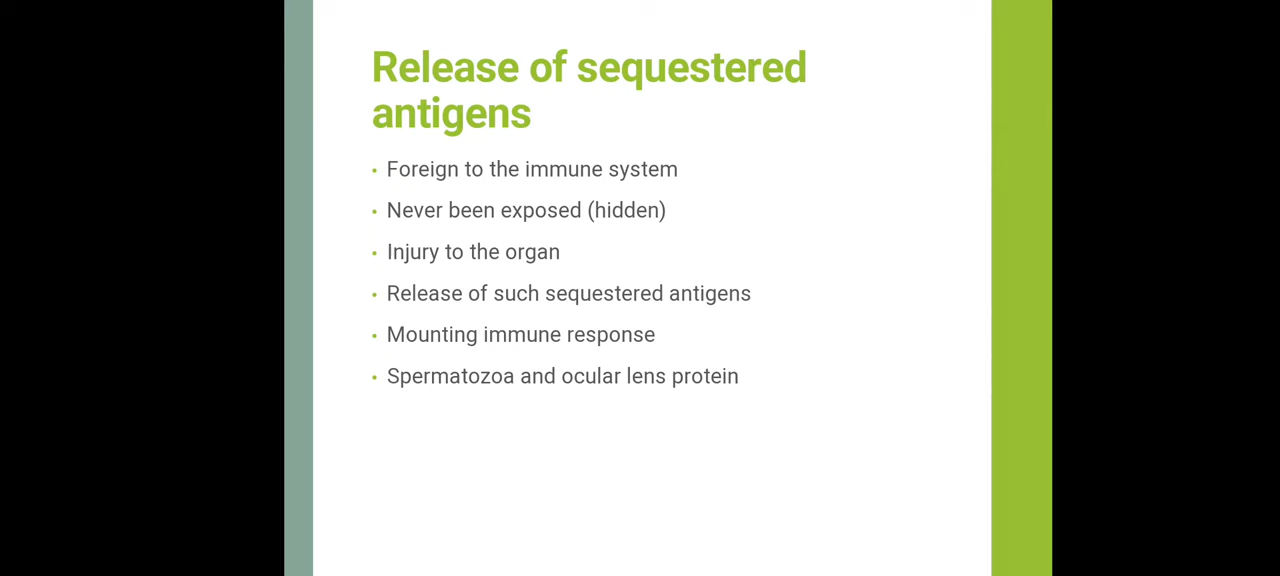 Release of sequestered
antigens
• Foreign to the immune system
• Never been exposed (hidden)
• Injury to the organ
• Release of such sequestered antigens
• Mounting immune response
• Spermatozoa and ocular lens protein